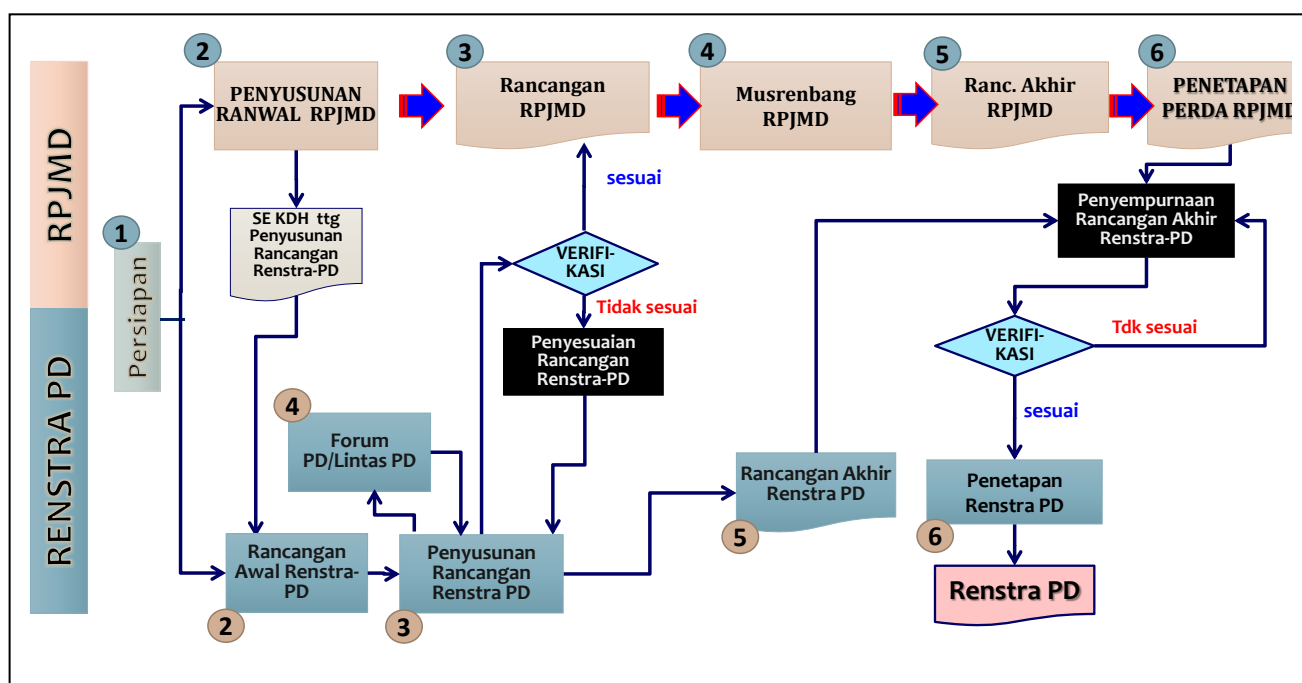 RPJMD
RENSTRA PD
1
Persiapan
2
PENYUSUNAN
RANWAL RPJMD
3
Rancangan
RPJMD
4
Musrenbang
RPJMD
5
Ranc. Akhir
RPJMD
6
PENETAPAN
PERDA RPJMD
SE KDH ttg
Penyusunan
Rancangan
Renstra-PD
sesuai
VERIFI-
KASI
Tidak sesuai
Penyesuaian
Rancangan
Renstra-PD
Penyempurnaan
Rancangan Akhir
Renstra-PD
VERIFI-
KASI
Tdk sesuai
sesuai
4
Forum
PD/Lintas PD
Rancangan Akhir
Renstra PD
5
Penetapan
Renstra PD
6
Rancangan
Awal Renstra-
PD
2
Penyusunan
Rancangan
Renstra PD
3
Renstra PD